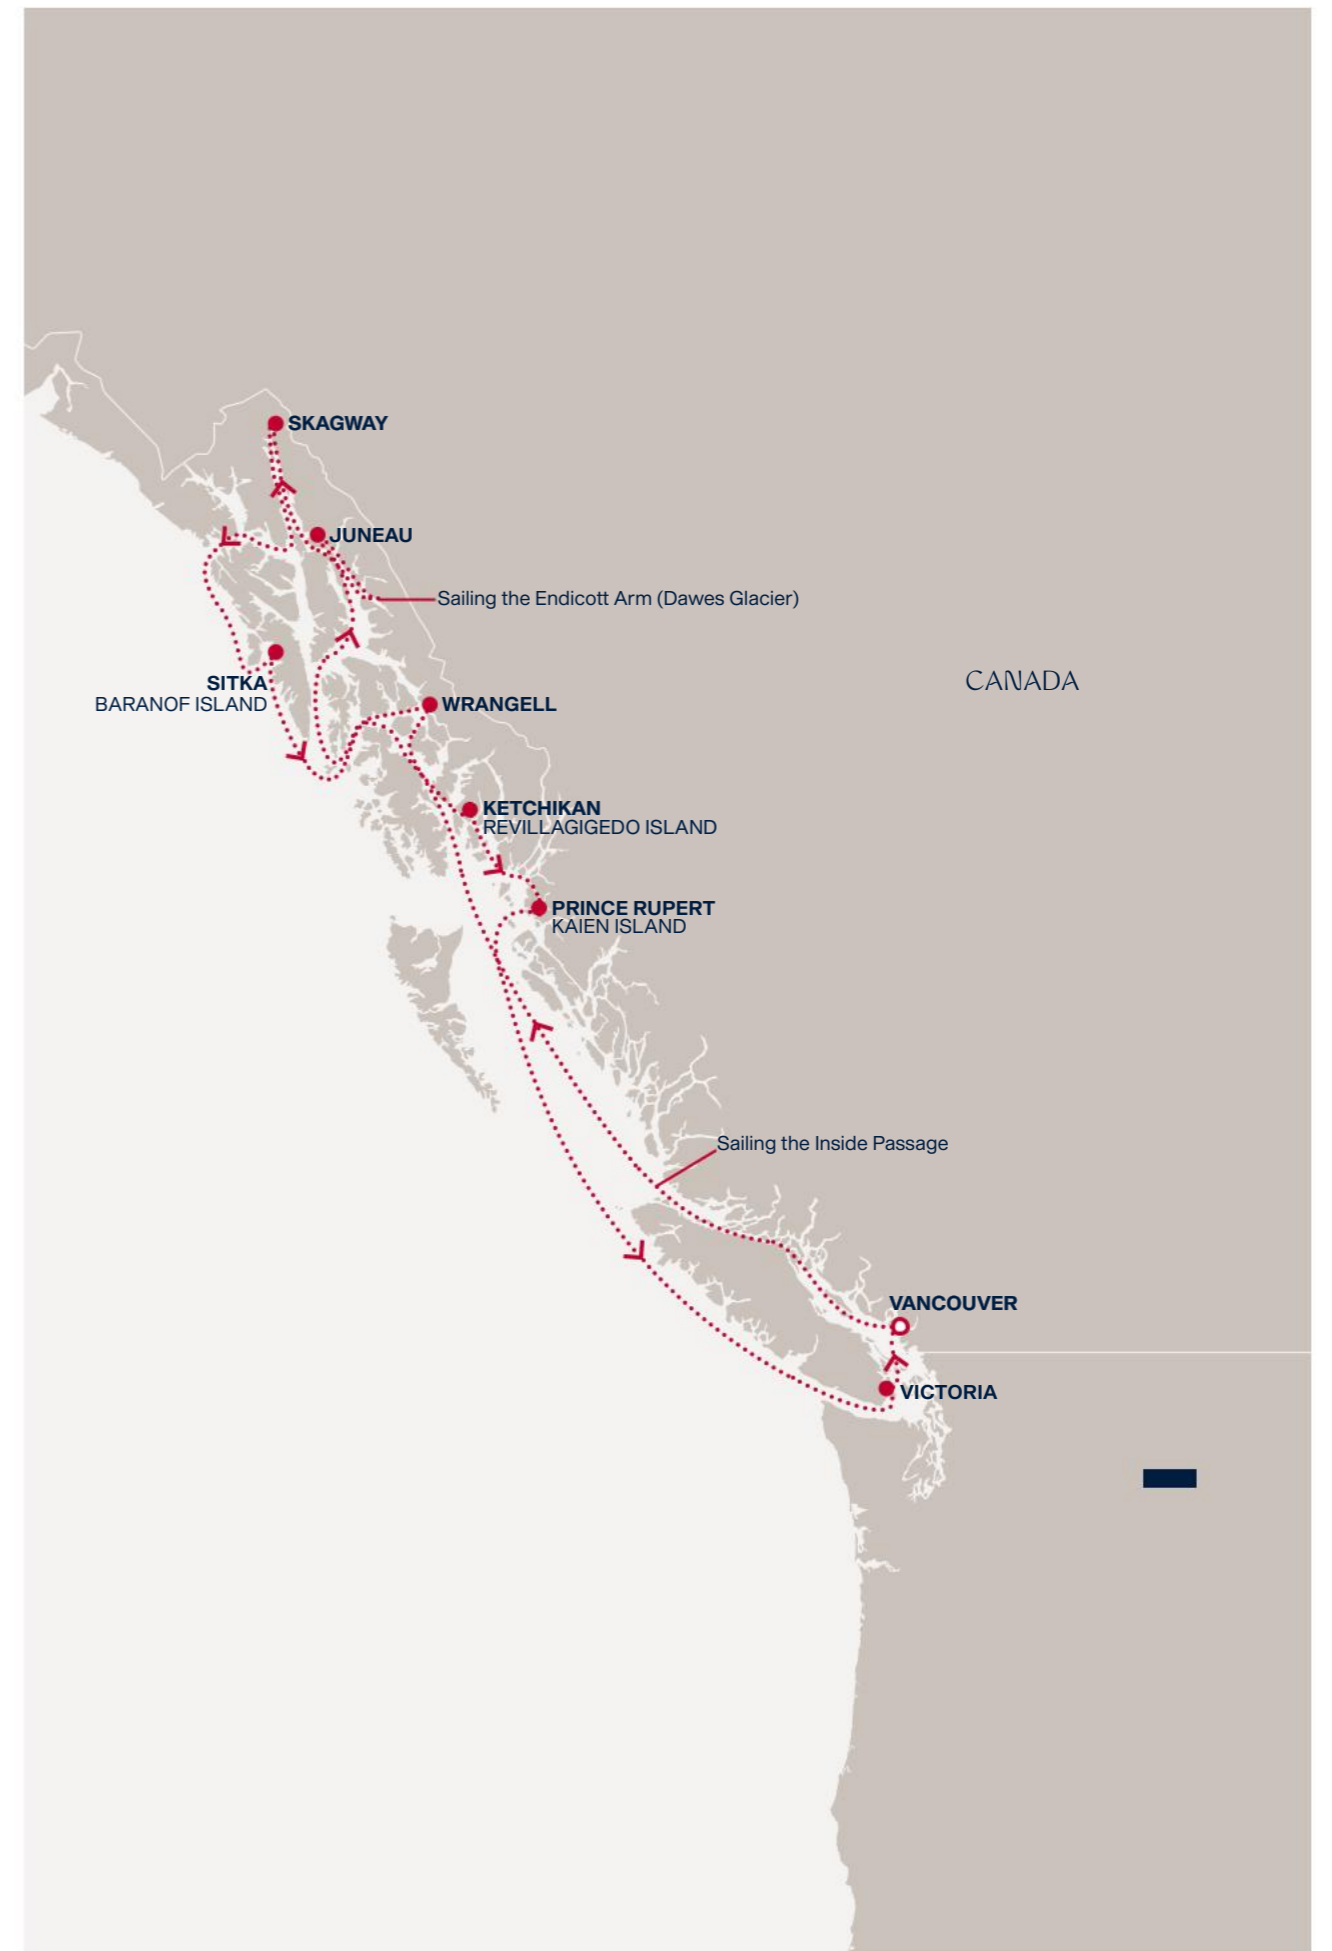 SKAGWAY
JUNEAU
Sailing the Endicott Arm (Dawes Glacier)
CANADA
SITKA
BARANOF ISLAND
WRANGELL
KETCHIKAN
REVILLAGIGEDO ISLAND
PRINCE RUPERT
KAIEN ISLAND
Sailing the Inside Passage
VANCOUVER
VICTORIA